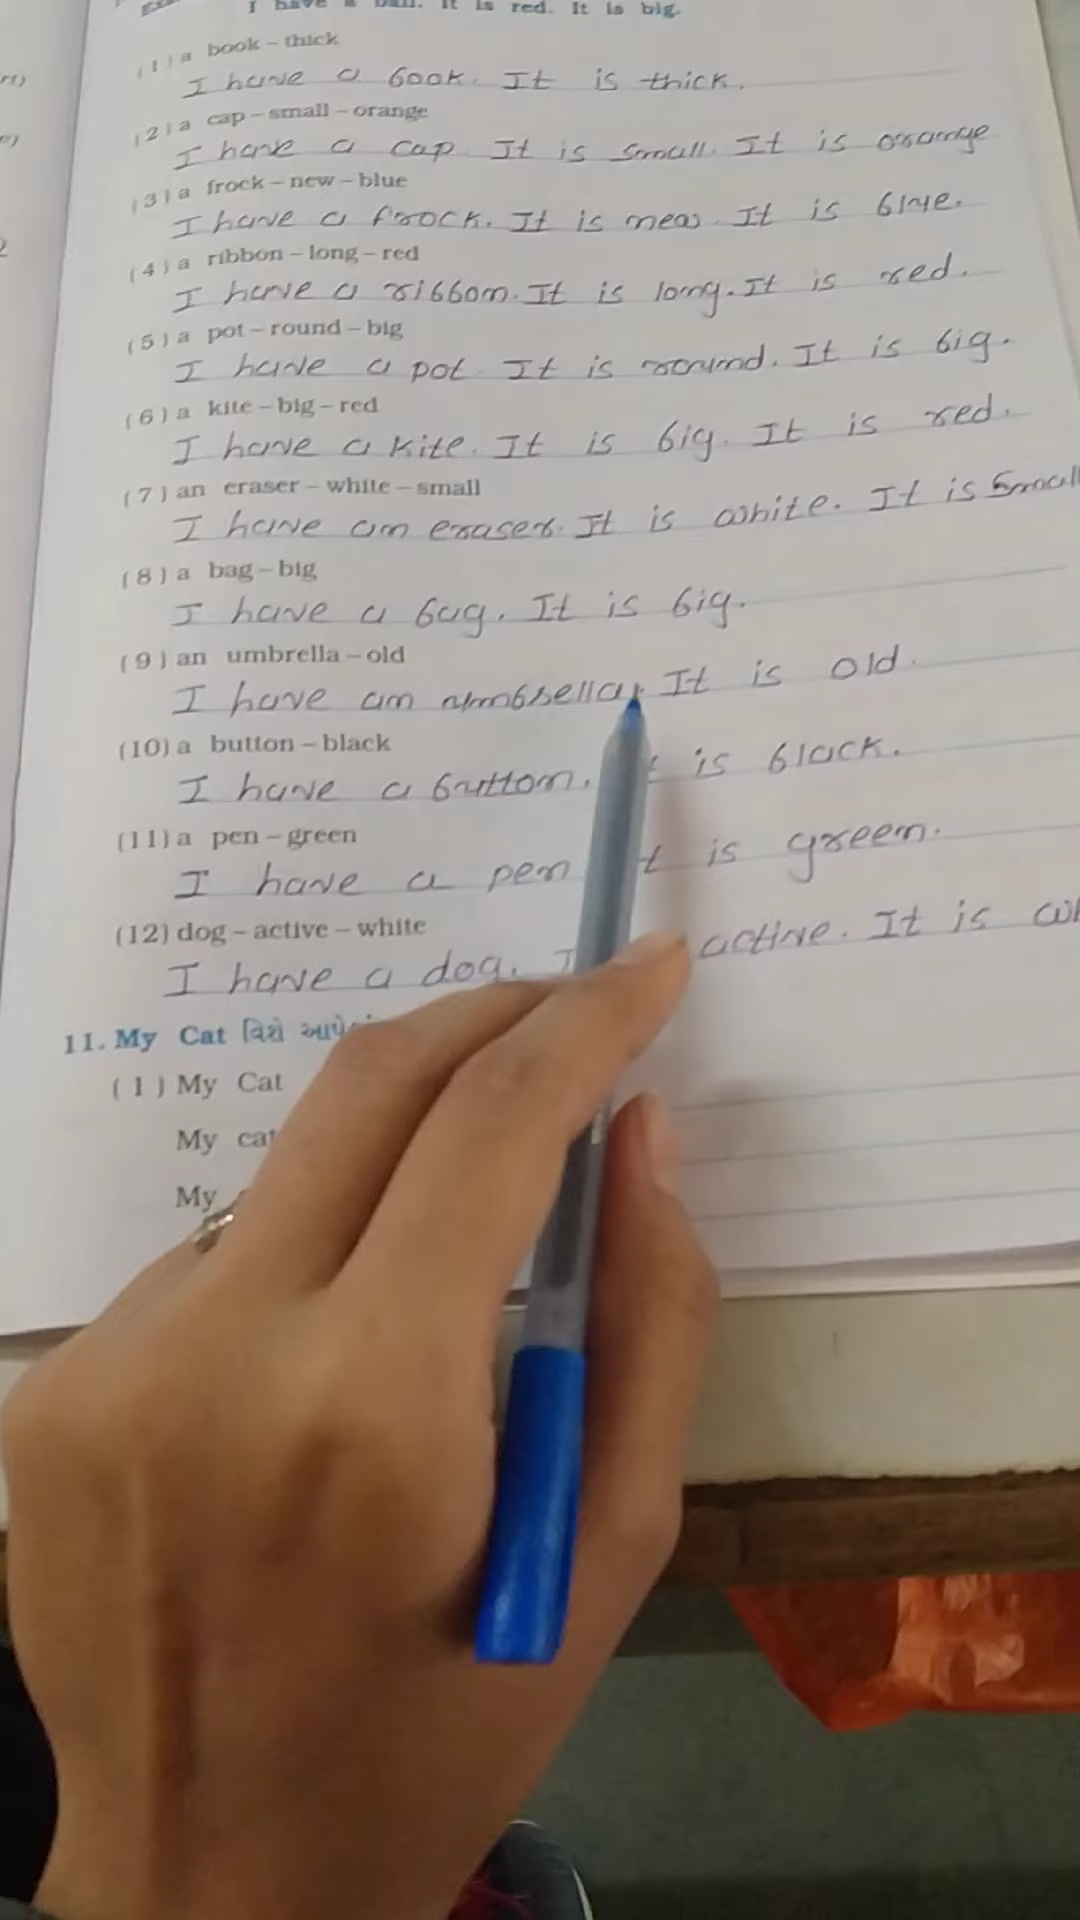 I have a ball. It is red. It is big.
(1) a book – thick
I have a book. It is thick.
(2) a cap – small – orange
I have a cap. It is small. It is orange
(3) a frock – new – blue
I have a frock. It is new. It is blue.
(4) a ribbon – long – red
I have a ribbon. It is long. It is red.
(5) a pot – round – big
I have a pot. It is round. It is big.
(6) a kite – big – red
I have a kite. It is big. It is red.
(7) an eraser – white – small
I have an eraser. It is white. It is small
(8) a bag – big
I have a bag. It is big.
(9) an umbrella – old
I have an umbrella. It is old.
(10) a button – black
I have a button. is black.
(11) a pen – green
I have a pen is green.
(12) dog – active – white
I have a dog. active. It is
11. My Cat વિશે
(1) My Cat
My cat
My